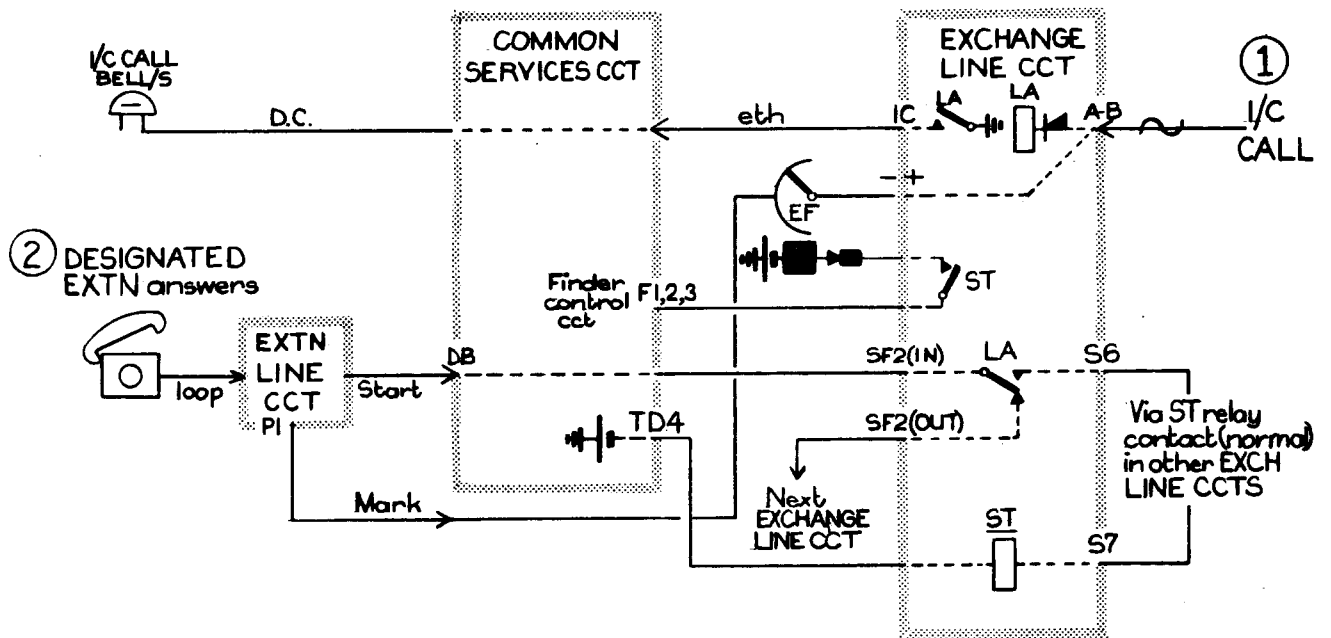 COMMON
SERVICES CCT
EXCHANGE
LINE CCT
1
I/C CALL
BELL/S
D.C.
eth
IC
LA
LA
A-B
I/C
CALL
- +
EF
2
DESIGNATED
EXTN answers
Finder
control
cct
F1,2,3
ST
EXTN
LINE
CCT
P1
loop
Start
DB
SF2(IN)
LA
S6
TD4
SF2(OUT)
Via ST relay
contact(normal)
in other EXCH
LINE CCTS
Mark
Next
EXCHANGE
LINE CCT
ST
S7